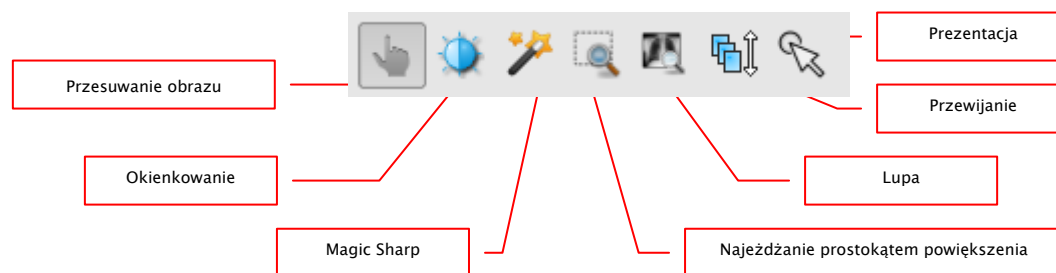 Prezentacja
Przesuwanie obrazu
Przewijanie
Okienkowanie
Lupa
Magic Sharp
Najeżdżanie prostokątem powiększenia